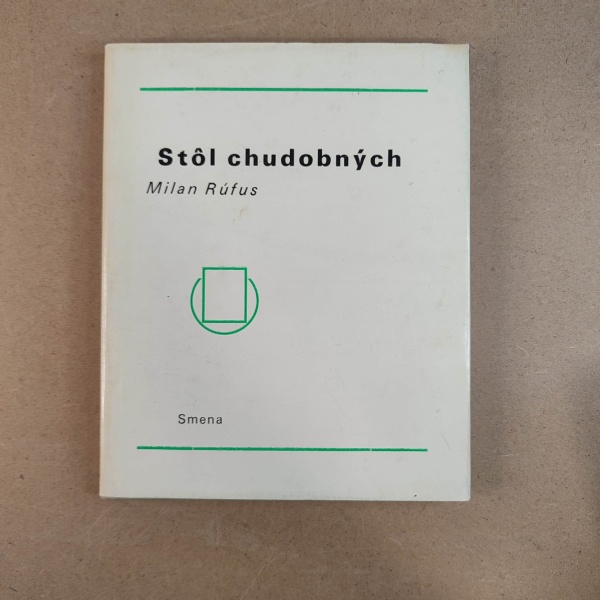 Stôl chudobných
Milan Rúfus
Smena